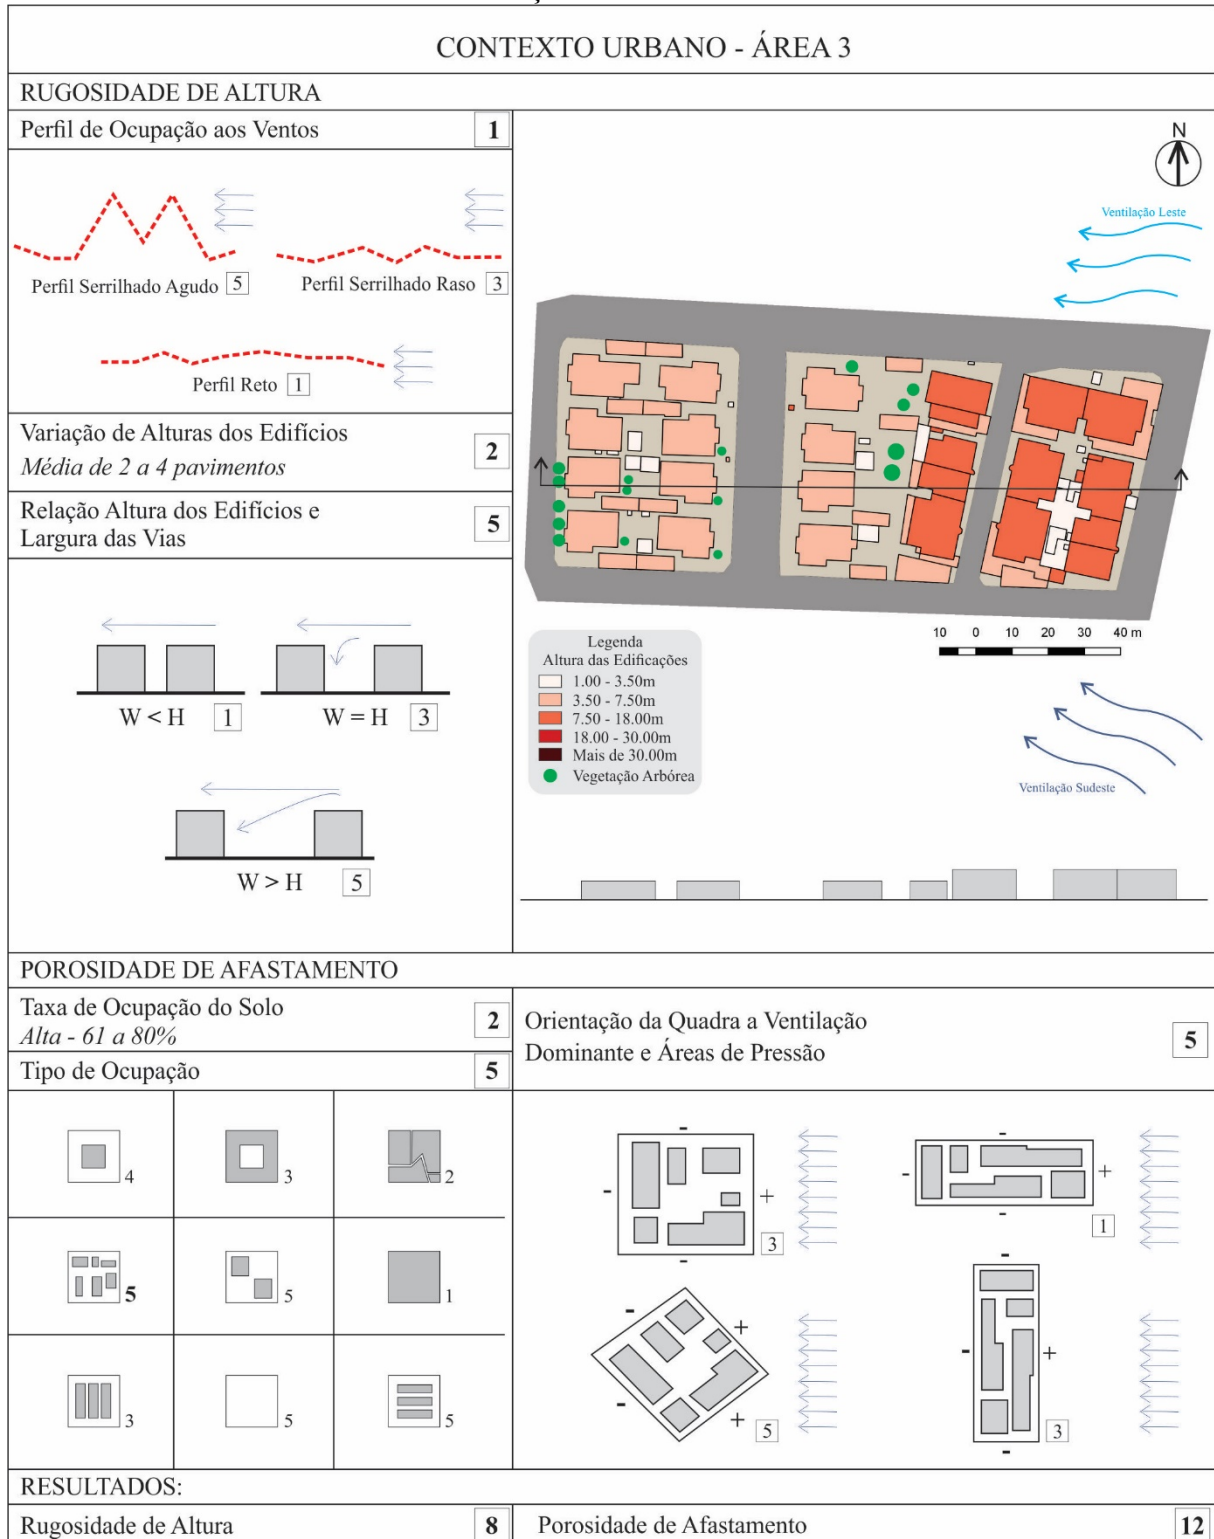 CONTEXTO URBANO - ÁREA 3
RUGOSIDADE DE ALTURA
Perfil de Ocupação aos Ventos 1
Perfil Serrilhado Agudo 5
Perfil Serrilhado Raso 3
Perfil Reto 1
Variação de Alturas dos Edifícios 2
Média de 2 a 4 pavimentos
Relação Altura dos Edifícios e 5
Largura das Vias
W < H 1
W = H 3
W > H 5
N
Ventilação Leste
10 0 10 20 30 40 m
Legenda
Altura das Edificações
1.00 - 3.50m
3.50 - 7.50m
7.50 - 18.00m
18.00 - 30.00m
Mais de 30.00m
Vegetação Arbórea
Ventilação Sudeste
POROSIDADE DE AFASTAMENTO
Taxa de Ocupação do Solo 2
Alta - 61 a 80%
Tipo de Ocupação 5
4 3 2
5 5 1
3 5 5
Orientação da Quadra a Ventilação 5
Dominante e Áreas de Pressão
- - + - 3
- - + - 1
- - + + 5
- + - 3
RESULTADOS:
Rugosidade de Altura 8
Porosidade de Afastamento 12